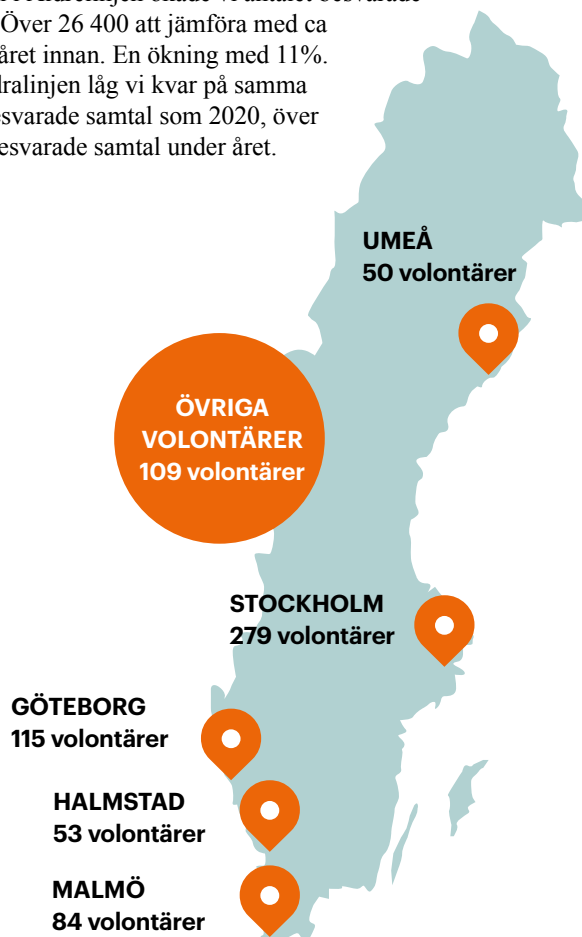 Över 26 400 att jämföra med ca
året innan. En ökning med 11%.
låg vi kvar på samma
samtal som 2020, över
samtal under året.
UMEÅ
50 volontärer
ÖVRIGA
VOLONTÄRER
109 volontärer
STOCKHOLM
279 volontärer
GÖTEBORG
115 volontärer
HALMSTAD
53 volontärer
MALMÖ
84 volontärer